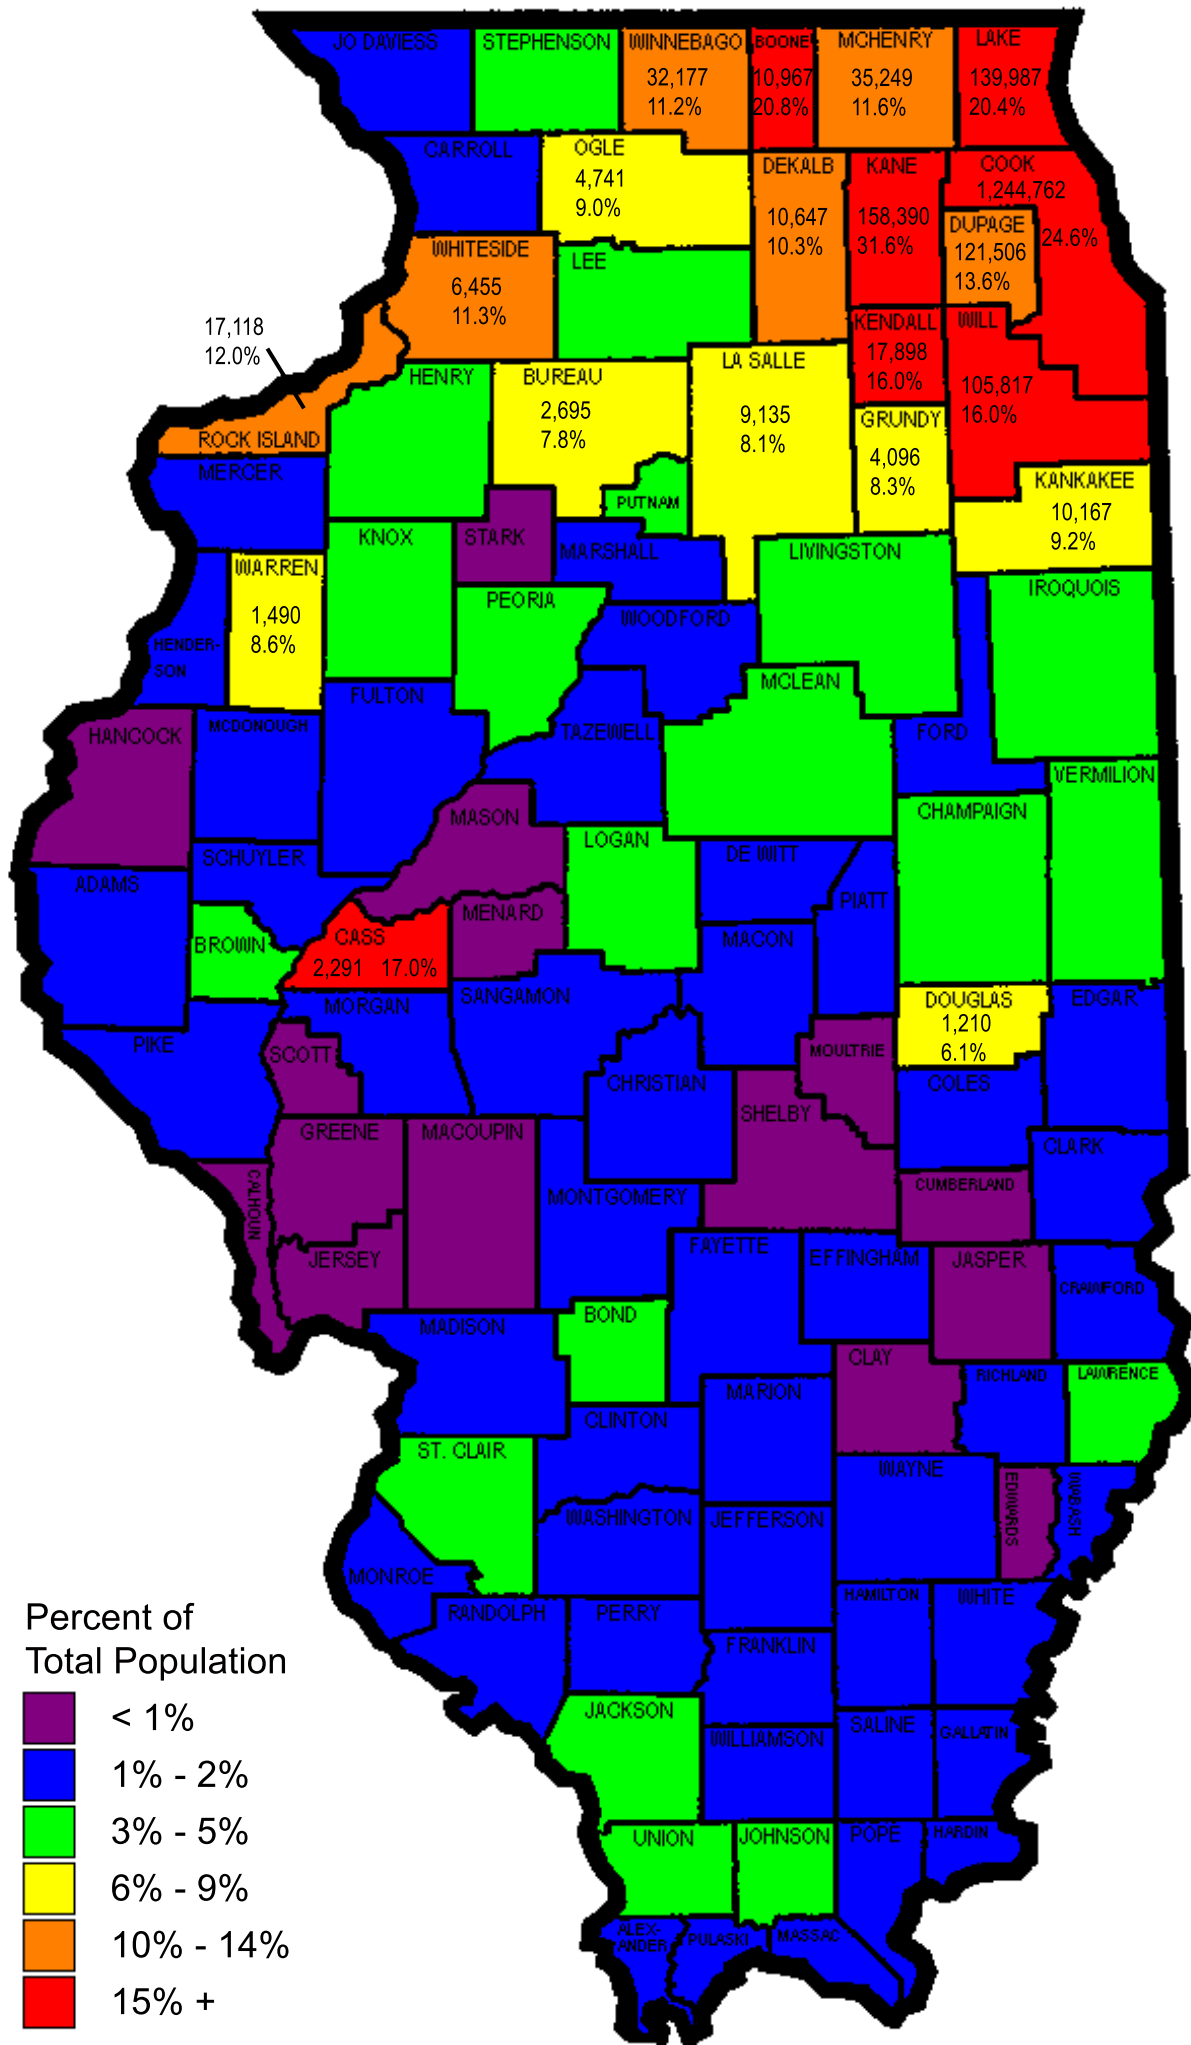 JO DAVIESS
STEPHENSON
WINNEBAGO
32,177
11.2%
BOONE
10,967
20.8%
MCHENRY
35,249
11.6%
LAKE
139,987
20.4%
CARROLL
OGLE
4,741
9.0%
DEKALB
10,647
10.3%
KANE
158,390
31.6%
COOK
1,244,762
24.6%
DUPAGE
121,506
13.6%
WHITESIDE
6,455
11.3%
LEE
17,118
12.0%
ROCK ISLAND
KENDALL
17,898
16.0%
WILL
105,817
16.0%
HENRY
BUREAU
2,695
7.8%
LA SALLE
9,135
8.1%
GRUNDY
4,096
8.3%
MERCER
PUTNAM
KANKAKEE
10,167
9.2%
KNOX
STARK
MARSHALL
LIVINGSTON
WARREN
1,490
8.6%
PEORIA
IROQUOIS
HENDER-
SON
WOODFORD
FULTON
MCLEAN
HANCOCK
MCDONOUGH
TAZEWELL
FORD
VERMILION
MASON
CHAMPAIGN
LOGAN
SCHUYLER
DE WITT
ADAMS
PIATT
MENARD
BROWN
CASS
2,291 17.0%
MACON
SANGAMON
MORGAN
DOUGLAS
1,210
6.1%
EDGAR
PIKE
SCOTT
MOULTRIE
CHRISTIAN
COLES
SHELBY
GREENE
MACOUPIN
CLARK
CALHOUN
CUMBERLAND
MONTGOMERY
JERSEY
FAYETTE
EFFINGHAM
JASPER
CRAWFORD
BOND
MADISON
CLAY
RICHLAND
LAWRENCE
MARION
CLINTON
ST. CLAIR
WAYNE
EDWARDS
WABASH
WASHINGTON
JEFFERSON
MONROE
RANDOLPH
PERRY
HAMILTON
WHITE
FRANKLIN
JACKSON
WILLIAMSON
SALINE
GALLATIN
UNION
JOHNSON
POPE
HARDIN
ALEX-
ANDER
PULASKI
MASSAC
Percent of
Total Population
< 1%
1% - 2%
3% - 5%
6% - 9%
10% - 14%
15% +